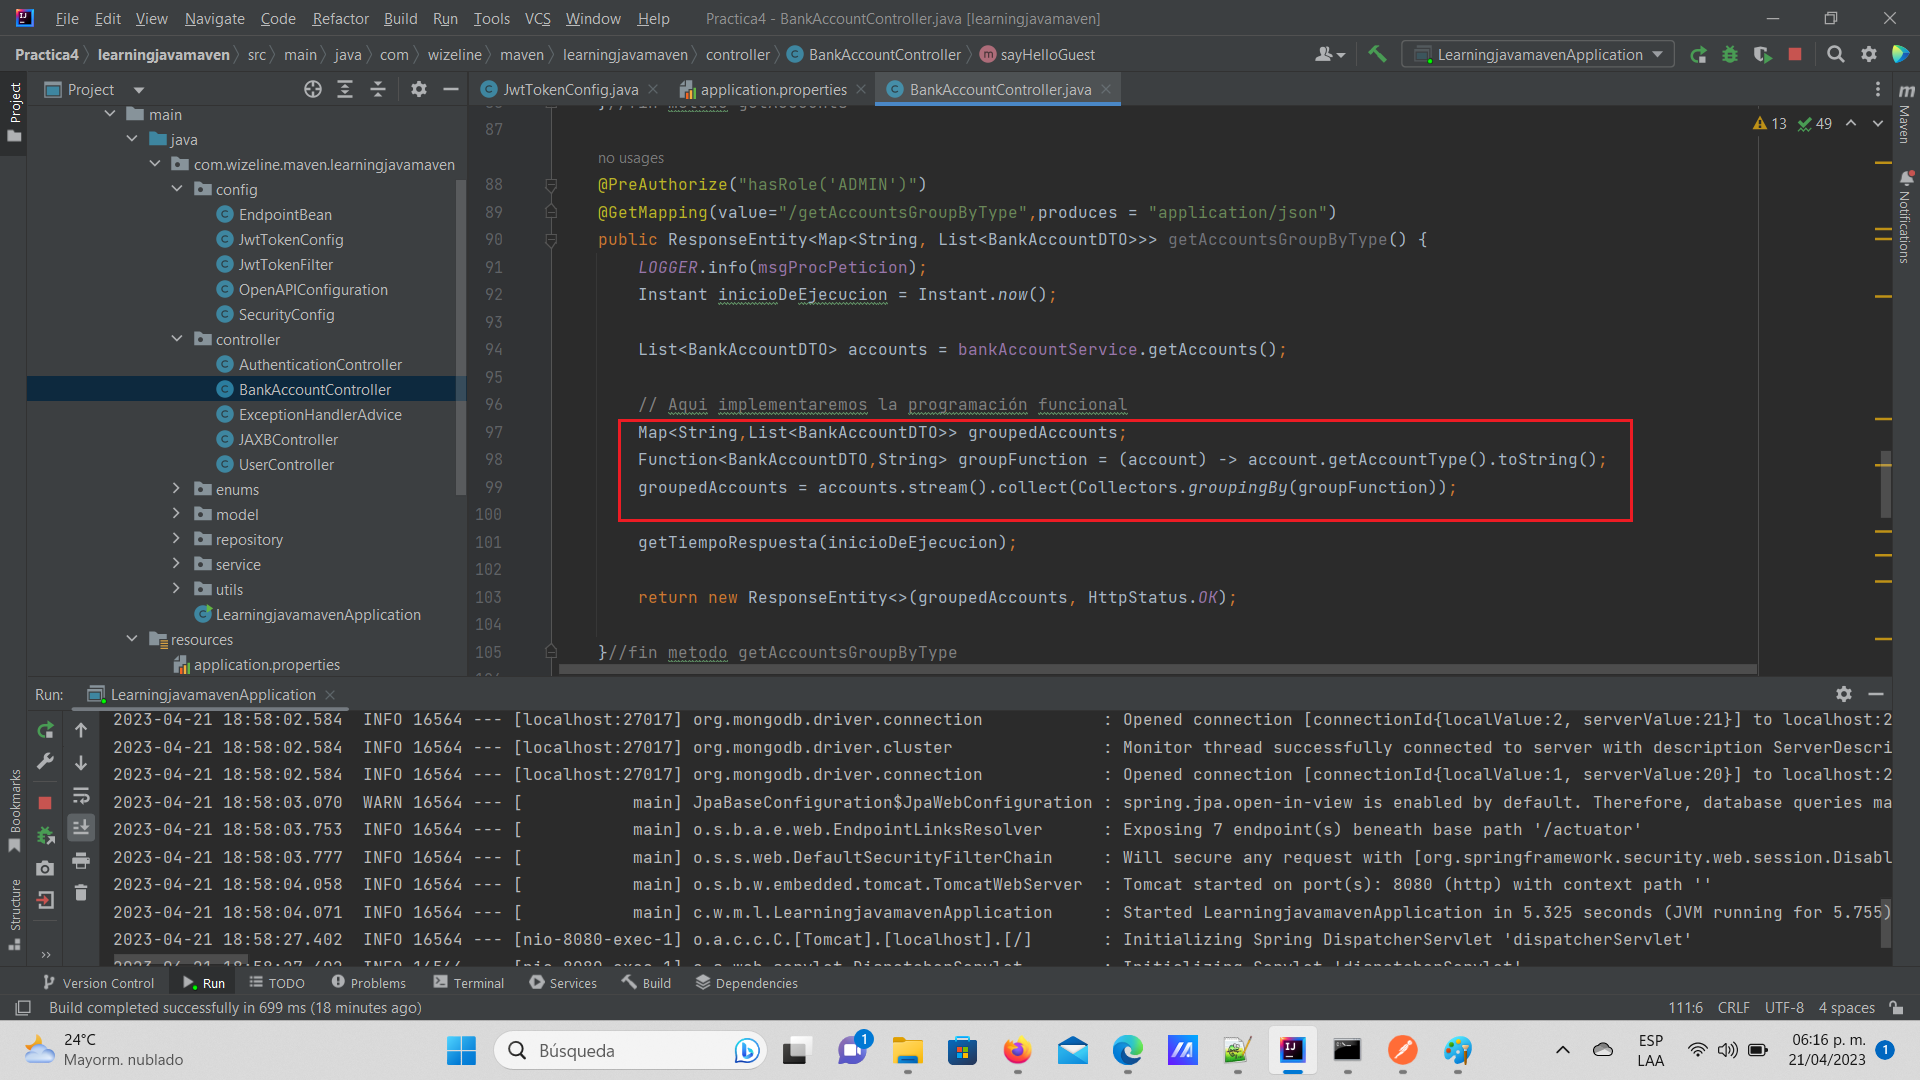 File Edit View Navigate Code Refactor Build Run Tools VCS Window Help Practica4 - BankAccountController.java [learningjavamaven]
Practica4 learningjavamaven src main java com wizeline maven learningjavamaven controller BankAccountController sayHelloGuest LearningjavamavenApplication
Project
JwtTokenConfig.java application.properties BankAccountController.java
Project
Maven
Notifications
Bookmarks
Structure
main
java
com.wizeline.maven.learningjavamaven
config
EndpointBean
JwtTokenConfig
JwtTokenFilter
OpenAPIConfiguration
SecurityConfig
controller
AuthenticationController
BankAccountController
ExceptionHandlerAdvice
JAXBController
UserController
enums
model
repository
service
utils
LearningjavamavenApplication
resources
application.properties
13 49
87
no usages
88 @PreAuthorize("hasRole('ADMIN')")
89 @GetMapping(value="/getAccountsGroupByType",produces = "application/json")
90 public ResponseEntity<Map<String, List<BankAccountDTO>>> getAccountsGroupByType() {
91 LOGGER.info(msgProcPeticion);
92 Instant inicioDeEjecucion = Instant.now();
93
94 List<BankAccountDTO> accounts = bankAccountService.getAccounts();
95
96 // Aqui implementaremos la programación funcional
97 Map<String,List<BankAccountDTO>> groupedAccounts;
98 Function<BankAccountDTO,String> groupFunction = (account) -> account.getAccountType().toString();
99 groupedAccounts = accounts.stream().collect(Collectors.groupingBy(groupFunction));
100
101 getTiempoRespuesta(inicioDeEjecucion);
102
103 return new ResponseEntity<>(groupedAccounts, HttpStatus.OK);
104
105 }//fin metodo getAccountsGroupByType
Run: LearningjavamavenApplication
2023-04-21 18:58:02.584 INFO 16564 --- [localhost:27017] org.mongodb.driver.connection : Opened connection [connectionId{localValue:2, serverValue:21}] to localhost:2
2023-04-21 18:58:02.584 INFO 16564 --- [localhost:27017] org.mongodb.driver.cluster : Monitor thread successfully connected to server with description ServerDescri
2023-04-21 18:58:02.584 INFO 16564 --- [localhost:27017] org.mongodb.driver.connection : Opened connection [connectionId{localValue:1, serverValue:20}] to localhost:2
2023-04-21 18:58:03.070 WARN 16564 --- [ main] JpaBaseConfiguration$JpaWebConfiguration : spring.jpa.open-in-view is enabled by default. Therefore, database queries ma
2023-04-21 18:58:03.753 INFO 16564 --- [ main] o.s.b.a.e.web.EndpointLinksResolver : Exposing 7 endpoint(s) beneath base path '/actuator'
2023-04-21 18:58:03.777 INFO 16564 --- [ main] o.s.s.web.DefaultSecurityFilterChain : Will secure any request with [org.springframework.security.web.session.Disabl
2023-04-21 18:58:04.058 INFO 16564 --- [ main] o.s.b.w.embedded.tomcat.TomcatWebServer : Tomcat started on port(s): 8080 (http) with context path ''
2023-04-21 18:58:04.071 INFO 16564 --- [ main] c.w.m.l.LearningjavamavenApplication : Started LearningjavamavenApplication in 5.325 seconds (JVM running for 5.755)
2023-04-21 18:58:27.402 INFO 16564 --- [nio-8080-exec-1] o.a.c.c.C.[Tomcat].[localhost].[/] : Initializing Spring DispatcherServlet 'dispatcherServlet'
Version Control Run TODO Problems Terminal Services Build Dependencies
Build completed successfully in 699 ms (18 minutes ago) 111:6 CRLF UTF-8 4 spaces
24°C
Mayorm. nublado
Búsqueda
1
ESP
LAA
06:16 p. m.
21/04/2023
1